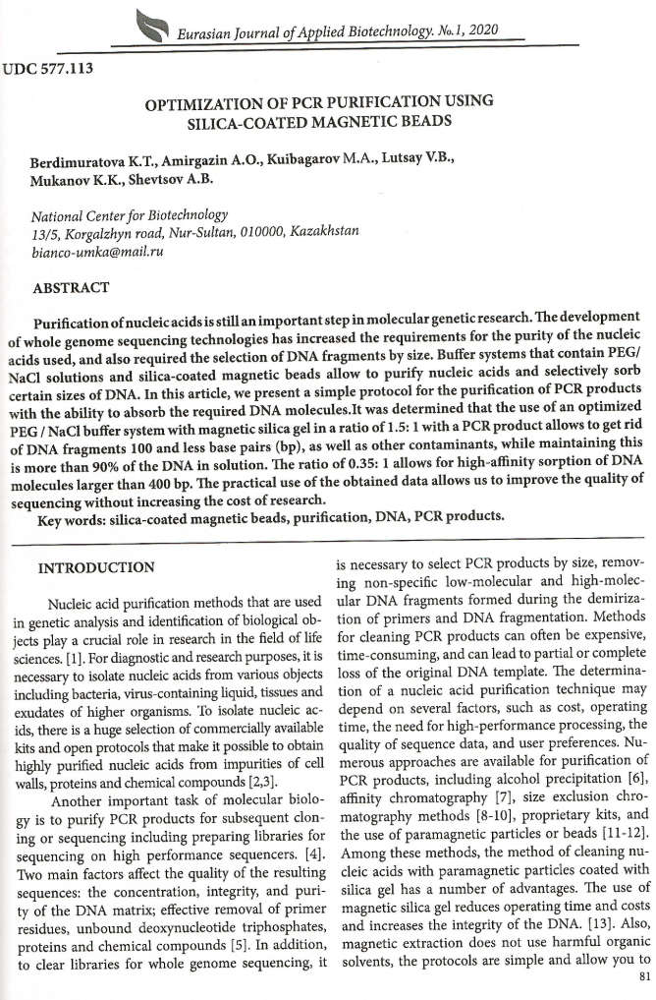 Eurasian Journal of Applied Biotechnology. №.1, 2020
UDC 577.113
OPTIMIZATION OF PCR PURIFICATION USING
SILICA-COATED MAGNETIC BEADS
Berdimuratova K.T., Amirgazin A.O., Kuibagarov M.A., Lutsay V.B.,
Mukanov K.K., Shevtsov A.B.
National Center for Biotechnology
13/5, Korgalzhyn road, Nur-Sultan, 010000, Kazakhstan
bianco-umka@mail.ru
ABSTRACT
Purification of nucleic acids is still an important step in molecular genetic research. The development
of whole genome sequencing technologies has increased the requirements for the purity of the nucleic
acids used, and also required the selection of DNA fragments by size. Buffer systems that contain PEG/
NaCl solutions and silica-coated magnetic beads allow to purify nucleic acids and selectively sorb
certain sizes of DNA. In this article, we present a simple protocol for the purification of PCR products
with the ability to absorb the required DNA molecules.It was determined that the use of an optimized
PEG / NaCl buffer system with magnetic silica gel in a ratio of 1.5: 1 with a PCR product allows to get rid
of DNA fragments 100 and less base pairs (bp), as well as other contaminants, while maintaining this
is more than 90% of the DNA in solution. The ratio of 0.35: 1 allows for high-affinity sorption of DNA
molecules larger than 400 bp. The practical use of the obtained data allows us to improve the quality of
sequencing without increasing the cost of research.
Key words: silica-coated magnetic beads, purification, DNA, PCR products.
INTRODUCTION
Nucleic acid purification methods that are used
in genetic analysis and identification of biological ob-
jects play a crucial role in research in the field of life
sciences. [1]. For diagnostic and research purposes, it is
necessary to isolate nucleic acids from various objects
including bacteria, virus-containing liquid, tissues and
exudates of higher organisms. To isolate nucleic ac-
ids, there is a huge selection of commercially available
kits and open protocols that make it possible to obtain
highly purified nucleic acids from impurities of cell
walls, proteins and chemical compounds [2,3].
Another important task of molecular biolo-
gy is to purify PCR products for subsequent clon-
ing or sequencing including preparing libraries for
sequencing on high performance sequencers. [4].
Two main factors affect the quality of the resulting
sequences: the concentration, integrity, and puri-
ty of the DNA matrix; effective removal of primer
residues, unbound deoxynucleotide triphosphates,
proteins and chemical compounds [5]. In addition,
to clear libraries for whole genome sequencing, it
is necessary to select PCR products by size, remov-
ing non-specific low-molecular and high-molec-
ular DNA fragments formed during the demiriza-
tion of primers and DNA fragmentation. Methods
for cleaning PCR products can often be expensive,
time-consuming, and can lead to partial or complete
loss of the original DNA template. The determina-
tion of a nucleic acid purification technique may
depend on several factors, such as cost, operating
time, the need for high-performance processing, the
quality of sequence data, and user preferences. Nu-
merous approaches are available for purification of
PCR products, including alcohol precipitation [6],
affinity chromatography [7], size exclusion chro-
matography methods [8-10], proprietary kits, and
the use of paramagnetic particles or beads [11-12].
Among these methods, the method of cleaning nu-
cleic acids with paramagnetic particles coated with
silica gel has a number of advantages. The use of
magnetic silica gel reduces operating time and costs
and increases the integrity of the DNA. [13]. Also,
magnetic extraction does not use harmful organic
solvents, the protocols are simple and allow you to
81